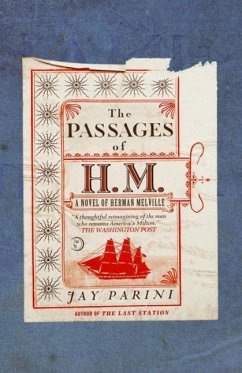 The
PASSAGES
of
H.M.
A NOVEL OF HERMAN MELVILLE
"A thoughtful reimagining of the man
who remains America's Milton."
THE WASHINGTON POST
JAY PARINI
AUTHOR OF THE LAST STATION